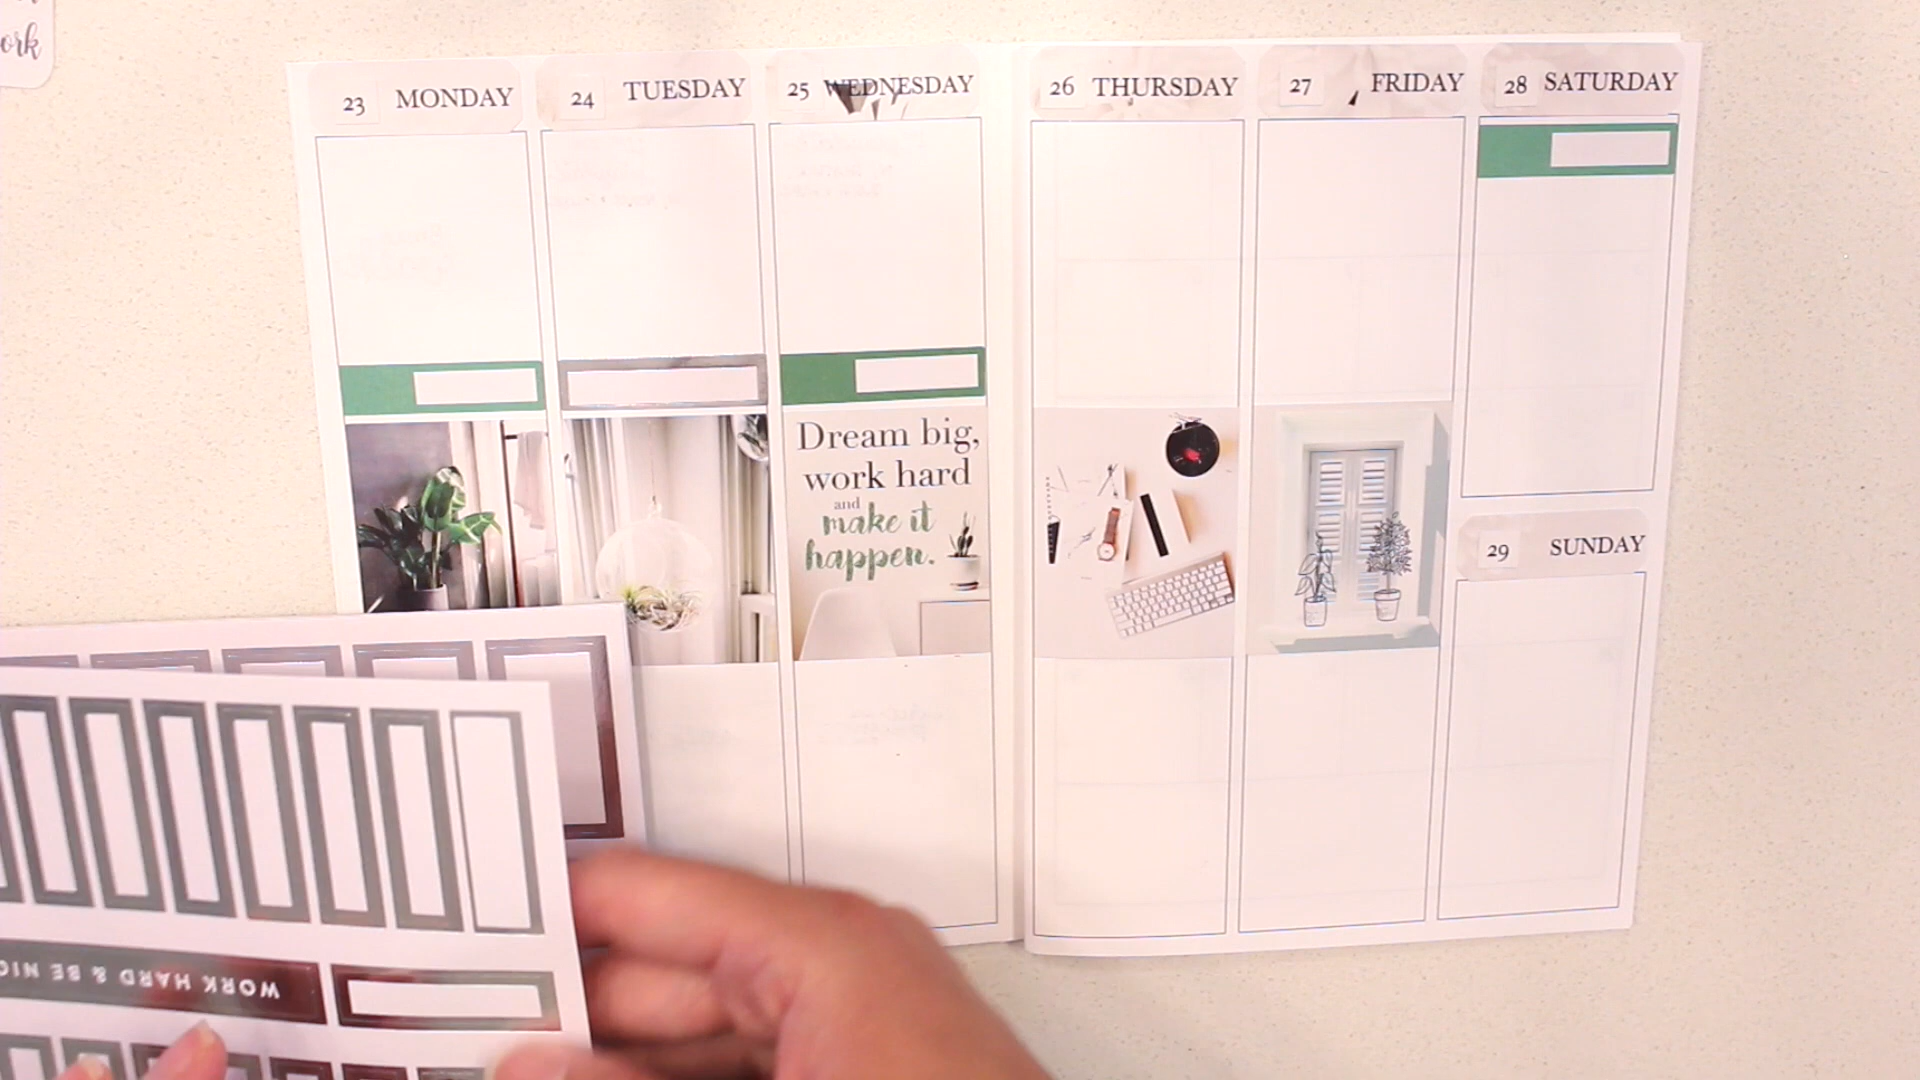 ork
23 MONDAY
24 TUESDAY
25 WEDNESDAY
26 THURSDAY
27 FRIDAY
28 SATURDAY
Dream big,
work hard
and
make it
happen.
29 SUNDAY
WORK HARD & BE NIC